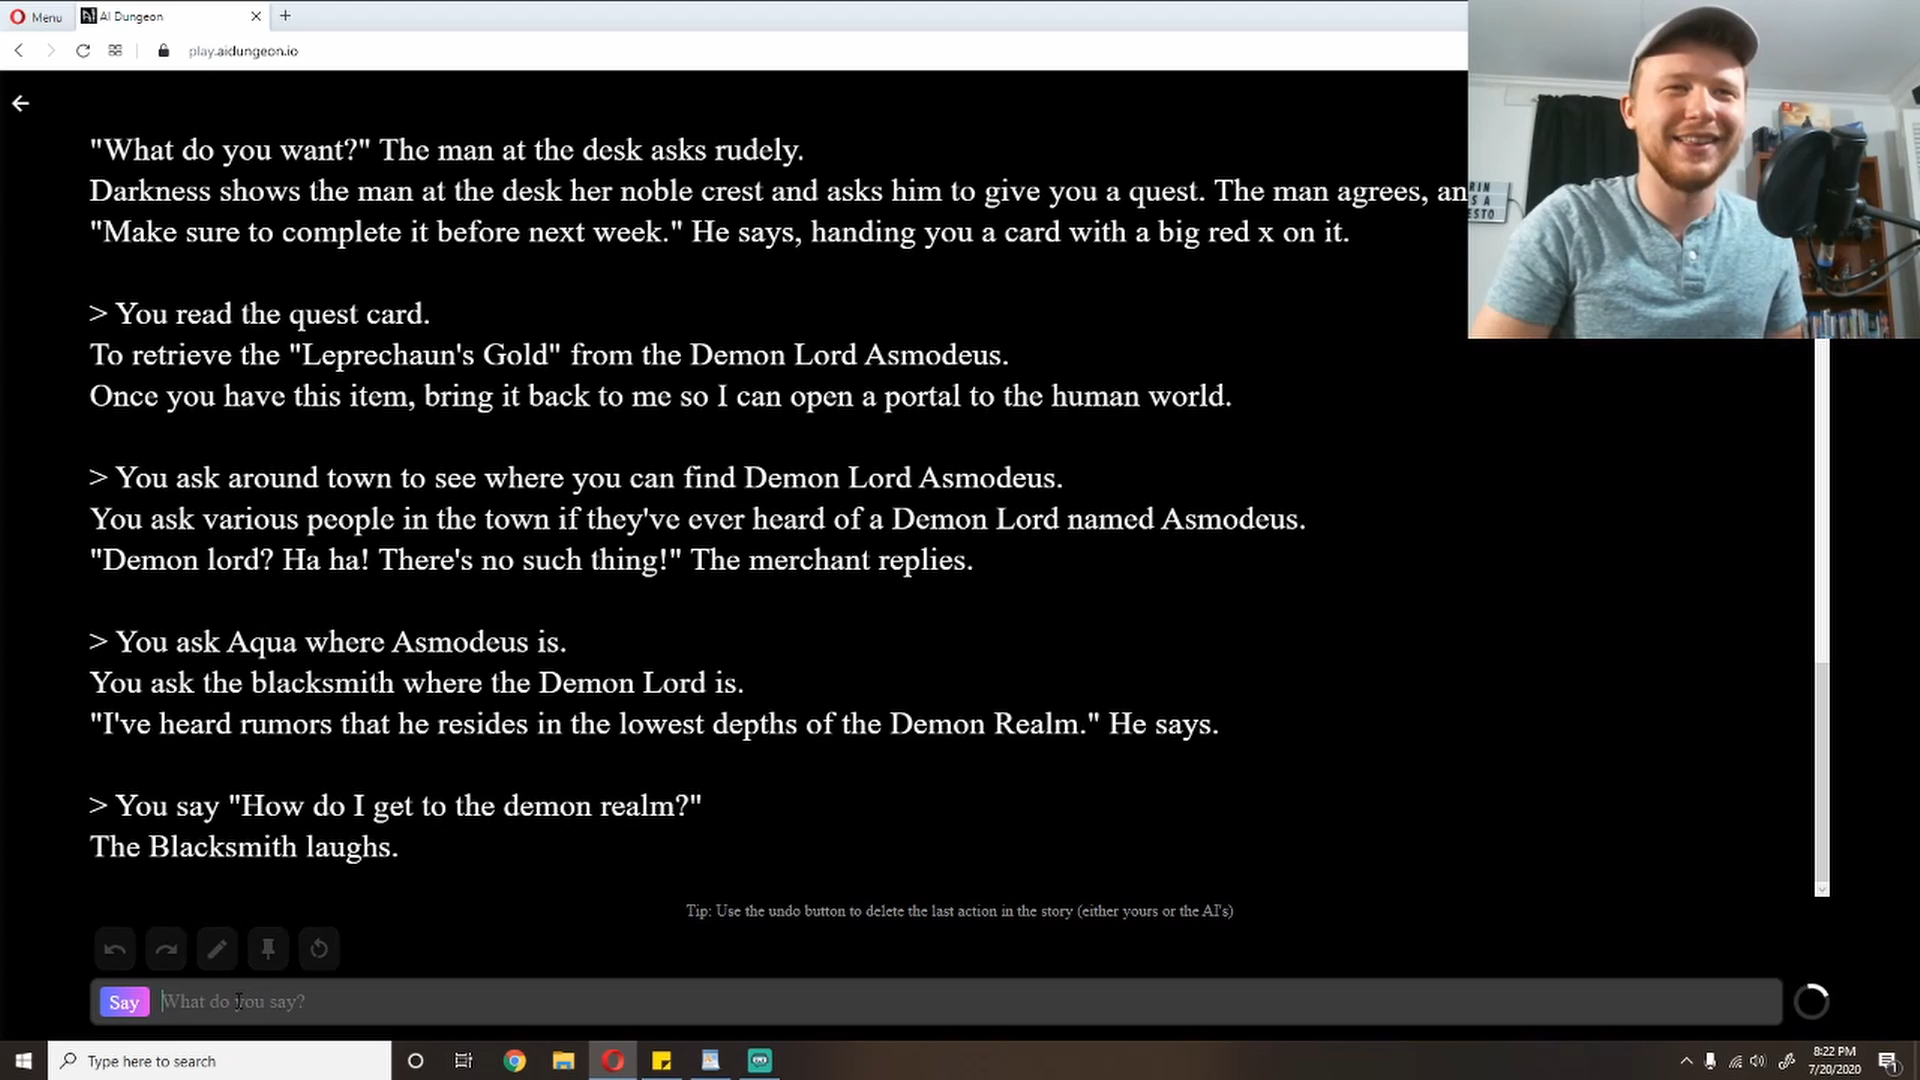 Menu
AI Dungeon
play.aidungeon.io
"What do you want?" The man at the desk asks rudely.
Darkness shows the man at the desk her noble crest and asks him to give you a quest. The man agrees, an
"Make sure to complete it before next week." He says, handing you a card with a big red x on it.
> You read the quest card.
To retrieve the "Leprechaun's Gold" from the Demon Lord Asmodeus.
Once you have this item, bring it back to me so I can open a portal to the human world.
> You ask around town to see where you can find Demon Lord Asmodeus.
You ask various people in the town if they've ever heard of a Demon Lord named Asmodeus.
"Demon lord? Ha ha! There's no such thing!" The merchant replies.
> You ask Aqua where Asmodeus is.
You ask the blacksmith where the Demon Lord is.
"I've heard rumors that he resides in the lowest depths of the Demon Realm." He says.
> You say "How do I get to the demon realm?"
The Blacksmith laughs.
Tip: Use the undo button to delete the last action in the story (either yours or the AI's)
Say
What do you say?
Type here to search
8:22 PM
7/20/2020
RIN
S A
ESTO